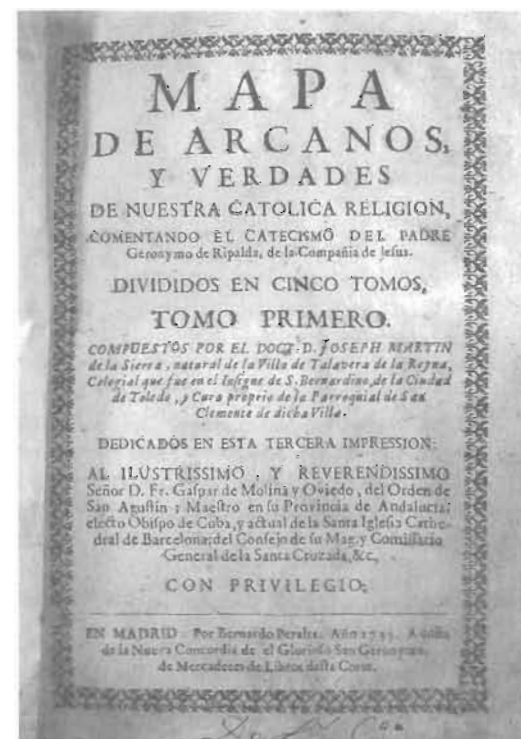 MAPA
DE ARCANOS,
Y VERDADES
DE NUESTRA CATOLICA RELIGION,
COMENTANDO EL CATECISMO DEL PADRE
Geronymo de Ripalda, de la Compañia de Jesus.
DIVIDIDOS EN CINCO TOMOS,
TOMO PRIMERO.
COMPUESTOS POR EL DOCT. D. JOSEPH MARTIN
de la Sierra, natural de la Villa de Talavera de la Reyna,
Colegial que fue en el Insigne de S. Bernardino, de la Ciudad
de Toledo, y Cura proprio de la Parroquial de San
Clemente de dicha Villa.
DEDICADOS EN ESTA TERCERA IMPRESSION:
AL ILUSTRISSIMO, Y REVERENDISSIMO
Señor D. Fr. Gaspar de Molina y Oviedo, del Orden de
San Agustin; Maestro en su Provincia de Andalucia;
electo Obispo de Cuba, y actual de la Santa Iglesia Cathe-
dral de Barcelona; del Consejo de su Mag. y Comissario
General de la Santa Cruzada, &c.
CON PRIVILEGIO:
EN MADRID: Por Bernardo Peralta. Año A costa
de la Nueva Concordia de el Glorioso San Geronymo,
de Mercaderes de Libros desta Corte.